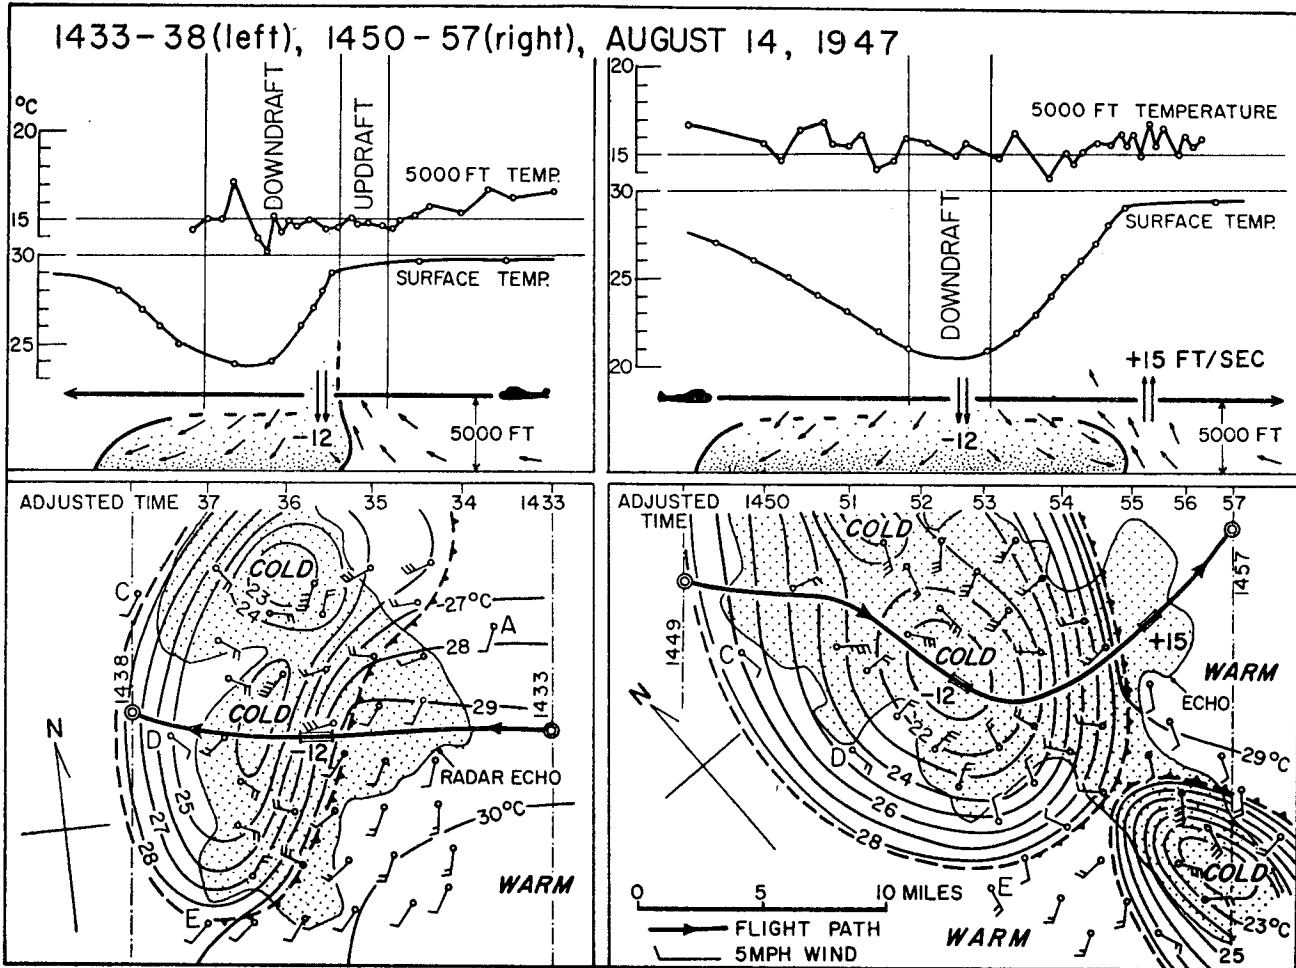 1433-38(left), 1450-57(right), AUGUST 14, 1947
°C
20
15
30
25
DOWNDRAFT
UPDRAFT
5000 FT TEMP.
SURFACE TEMP.
-12
5000 FT
20
15
30
25
20
DOWNDRAFT
5000 FT TEMPERATURE
SURFACE TEMP.
+15 FT/SEC
-12
5000 FT
ADJUSTED TIME
37
36
35
34
1433
COLD
23
24
C
27°C
A
28
1438
COLD
29
1433
N
D
-12
RADAR ECHO
25
27
28
30°C
WARM
E
ADJUSTED TIME
1450
51
52
53
54
55
56
57
COLD
1457
1449
C
+15
COLD
WARM
N
-12
ECHO
F
22
D
29°C
24
26
28
COLD
E
0
5
10 MILES
23°C
FLIGHT PATH
WARM
5MPH WIND
25